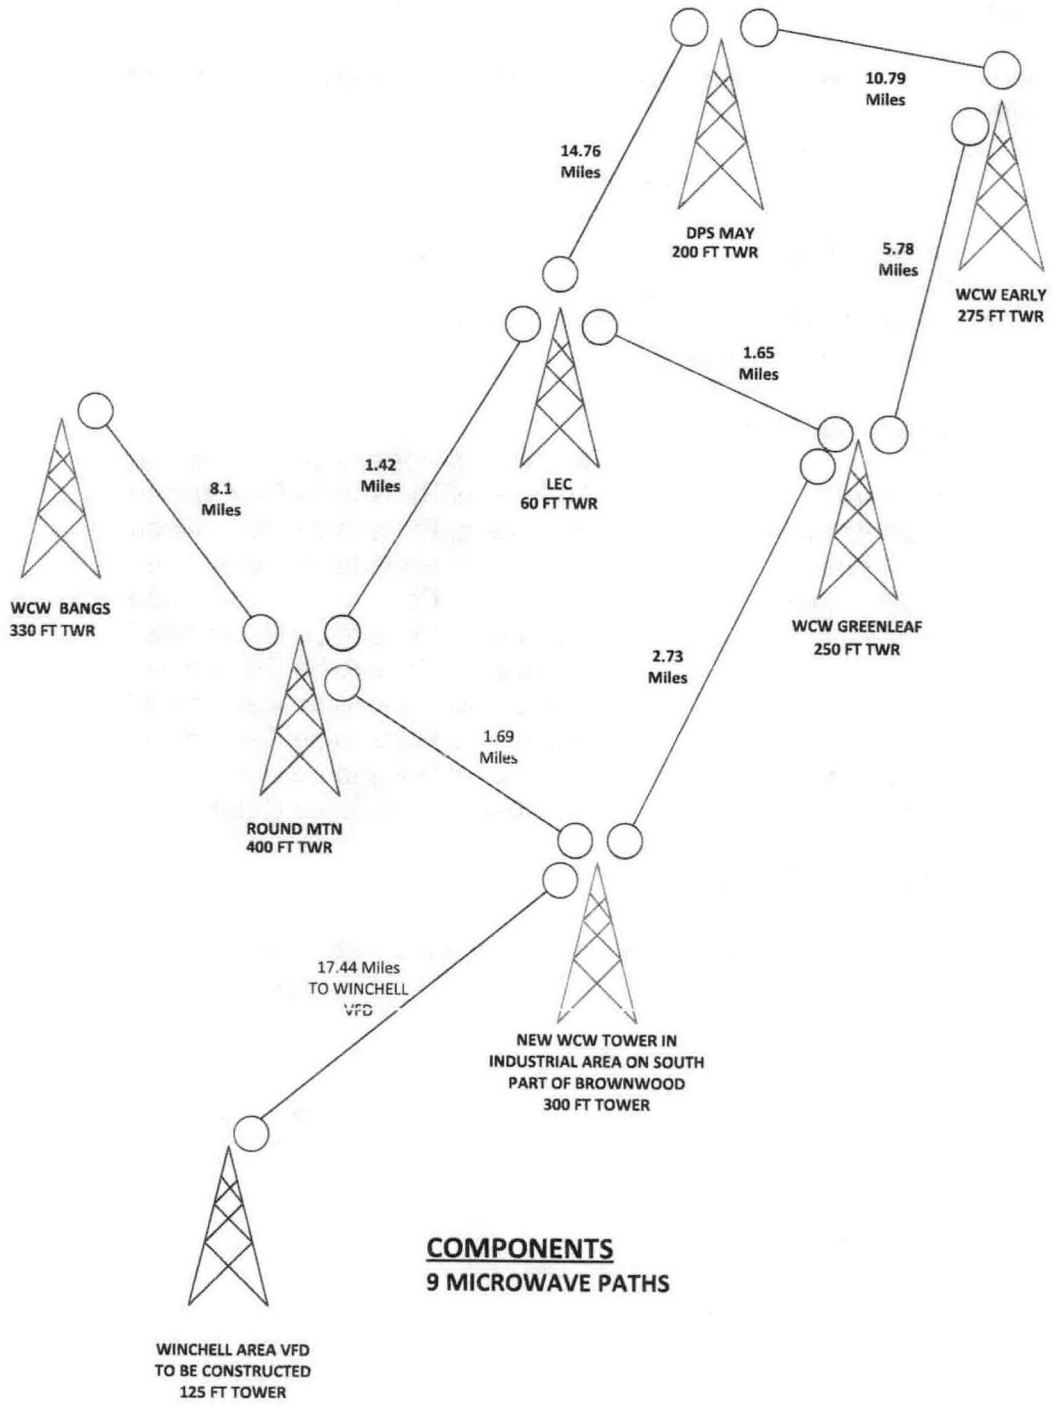 10.79
Miles
14.76
Miles
DPS MAY
200 FT TWR
5.78
Miles
WCW EARLY
275 FT TWR
1.65
Miles
8.1
Miles
1.42
Miles
LEC
60 FT TWR
WCW BANGS
330 FT TWR
WCW GREENLEAF
250 FT TWR
2.73
Miles
1.69
Miles
ROUND MTN
400 FT TWR
17.44 Miles
TO WINCHELL
VFD
NEW WCW TOWER IN
INDUSTRIAL AREA ON SOUTH
PART OF BROWNWOOD
300 FT TOWER
COMPONENTS
9 MICROWAVE PATHS
WINCHELL AREA VFD
TO BE CONSTRUCTED
125 FT TOWER